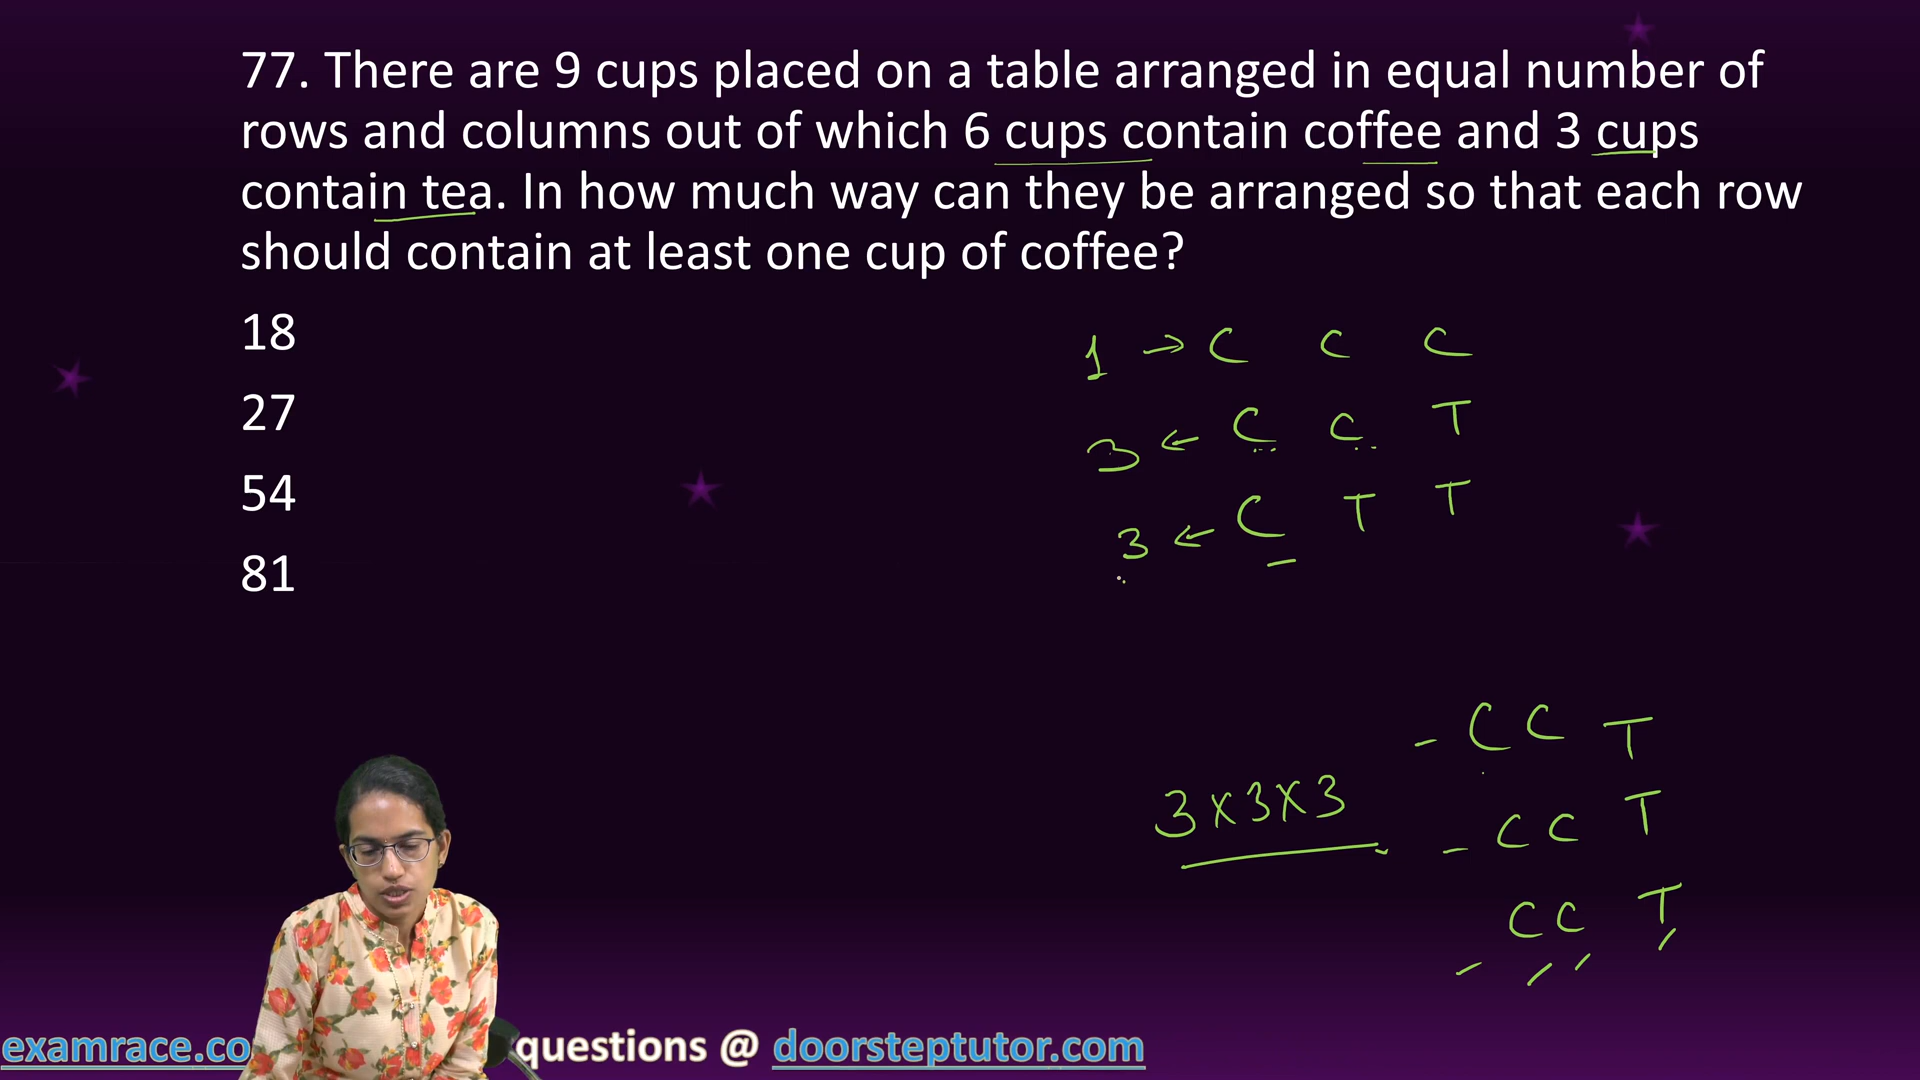 77. There are 9 cups placed on a table arranged in equal number of
rows and columns out of which 6 cups contain coffee and 3 cups
contain tea. In how much way can they be arranged so that each row
should contain at least one cup of coffee?
18
27
54
81
1 → C C C
3 ← C C T
3 ← C T T
- C C T
3 x 3 x 3
- C C T
- C C T
examrace.co
questions @ doorsteptutor.com